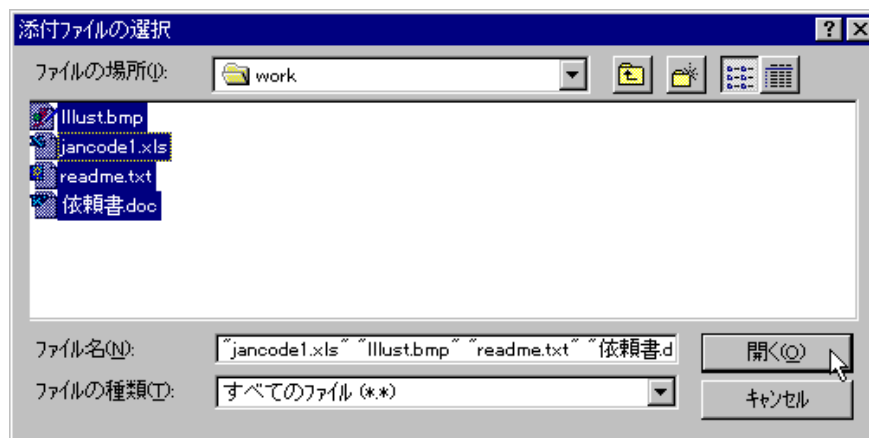 添付ファイルの選択
ファイルの場所(I): work
Illust.bmp
jancode1.xls
readme.txt
依頼書.doc
ファイル名(N): "jancode1.xls" "Illust.bmp" "readme.txt" "依頼書.d 開く(O)
ファイルの種類(T): すべてのファイル (*.*) キャンセル